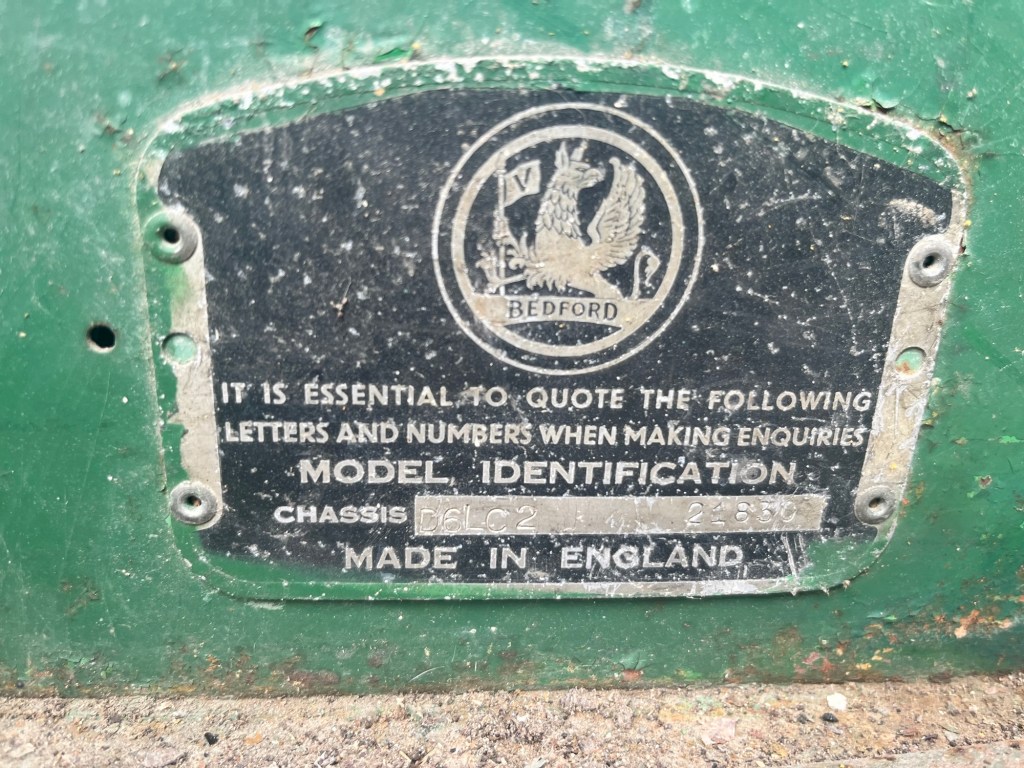 V
BEDFORD
IT IS ESSENTIAL TO QUOTE THE FOLLOWING
LETTERS AND NUMBERS WHEN MAKING ENQUIRIES
MODEL IDENTIFICATION
CHASSIS D6LC2 21830
MADE IN ENGLAND